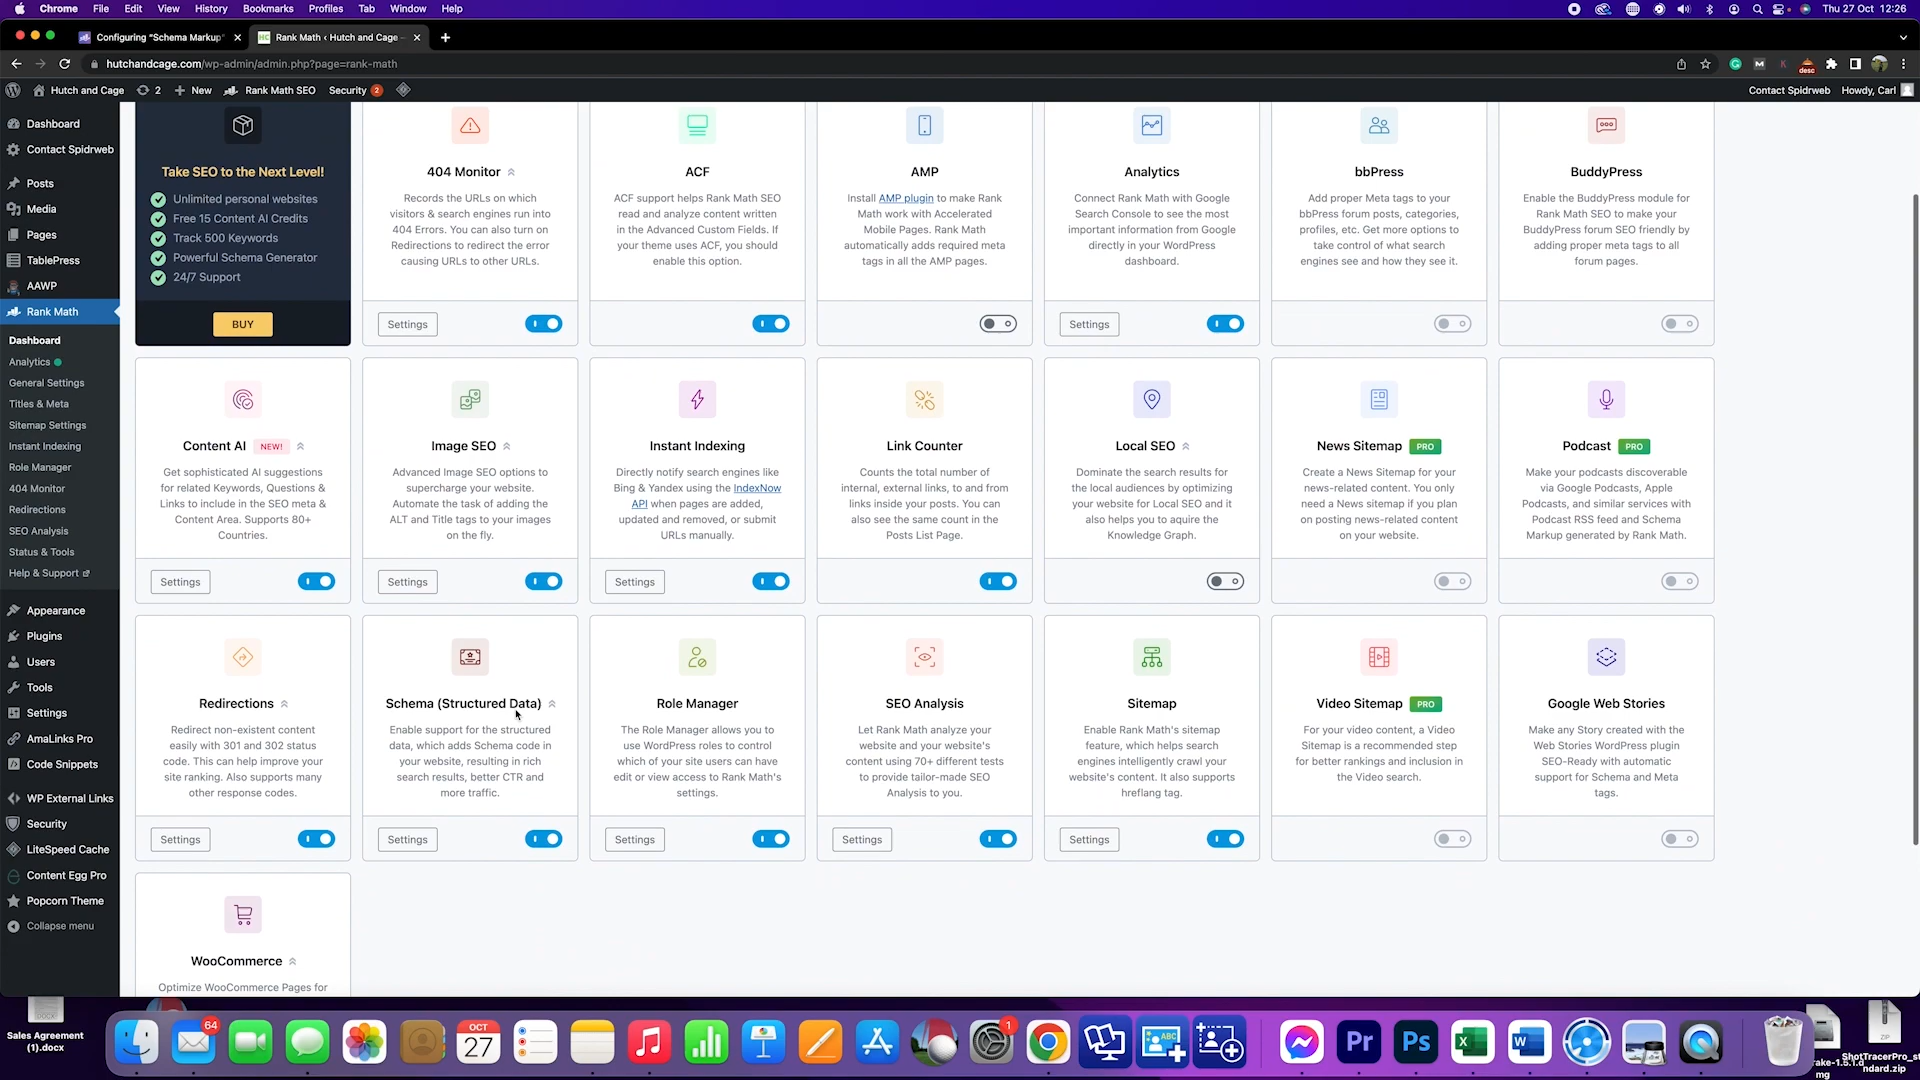 Chrome File Edit View History Bookmarks Profiles Tab Window Help
Thu 27 Oct 12:26
Configuring "Schema Markup"
Rank Math ‹ Hutch and Cage –
hutchandcage.com/wp-admin/admin.php?page=rank-math
desc
Hutch and Cage 2 New Rank Math SEO Security 2
Contact Spidrweb Howdy, Carl
Dashboard
Contact Spidrweb
Posts
Media
Pages
TablePress
AAWP
Rank Math
Dashboard
Analytics
General Settings
Titles & Meta
Sitemap Settings
Instant Indexing
Role Manager
404 Monitor
Redirections
SEO Analysis
Status & Tools
Help & Support
Appearance
Plugins
Users
Tools
Settings
AmaLinks Pro
Code Snippets
WP External Links
Security
LiteSpeed Cache
Content Egg Pro
Popcorn Theme
Collapse menu
Take SEO to the Next Level!
Unlimited personal websites
Free 15 Content AI Credits
Track 500 Keywords
Powerful Schema Generator
24/7 Support
BUY
404 Monitor
Records the URLs on which
visitors & search engines run into
404 Errors. You can also turn on
Redirections to redirect the error
causing URLs to other URLs.
Settings
ACF
ACF support helps Rank Math SEO
read and analyze content written
in the Advanced Custom Fields. If
your theme uses ACF, you should
enable this option.
AMP
Install AMP plugin to make Rank
Math work with Accelerated
Mobile Pages. Rank Math
automatically adds required meta
tags in all the AMP pages.
Analytics
Connect Rank Math with Google
Search Console to see the most
important information from Google
directly in your WordPress
dashboard.
Settings
bbPress
Add proper Meta tags to your
bbPress forum posts, categories,
profiles, etc. Get more options to
take control of what search
engines see and how they see it.
BuddyPress
Enable the BuddyPress module for
Rank Math SEO to make your
BuddyPress forum SEO friendly by
adding proper meta tags to all
forum pages.
Content AI NEW!
Get sophisticated AI suggestions
for related Keywords, Questions &
Links to include in the SEO meta &
Content Area. Supports 80+
Countries.
Settings
Image SEO
Advanced Image SEO options to
supercharge your website.
Automate the task of adding the
ALT and Title tags to your images
on the fly.
Settings
Instant Indexing
Directly notify search engines like
Bing & Yandex using the IndexNow
API when pages are added,
updated and removed, or submit
URLs manually.
Settings
Link Counter
Counts the total number of
internal, external links, to and from
links inside your posts. You can
also see the same count in the
Posts List Page.
Local SEO
Dominate the search results for
the local audiences by optimizing
your website for Local SEO and it
also helps you to aquire the
Knowledge Graph.
News Sitemap PRO
Create a News Sitemap for your
news-related content. You only
need a News sitemap if you plan
on posting news-related content
on your website.
Podcast PRO
Make your podcasts discoverable
via Google Podcasts, Apple
Podcasts, and similar services with
Podcast RSS feed and Schema
Markup generated by Rank Math.
Redirections
Redirect non-existent content
easily with 301 and 302 status
code. This can help improve your
site ranking. Also supports many
other response codes.
Settings
Schema (Structured Data)
Enable support for the structured
data, which adds Schema code in
your website, resulting in rich
search results, better CTR and
more traffic.
Settings
Role Manager
The Role Manager allows you to
use WordPress roles to control
which of your site users can have
edit or view access to Rank Math's
settings.
Settings
SEO Analysis
Let Rank Math analyze your
website and your website's
content using 70+ different tests
to provide tailor-made SEO
Analysis to you.
Settings
Sitemap
Enable Rank Math's sitemap
feature, which helps search
engines intelligently crawl your
website's content. It also supports
hreflang tag.
Settings
Video Sitemap PRO
For your video content, a Video
Sitemap is a recommended step
for better rankings and inclusion in
the Video search.
Google Web Stories
Make any Story created with the
Web Stories WordPress plugin
SEO-Ready with automatic
support for Schema and Meta
tags.
WooCommerce
Optimize WooCommerce Pages for
Sales Agreement
(1).docx
64
OCT
27
1
ABC
Pr
Ps
X
W
ZIP
ShotTracerPro_st
ndard.zip